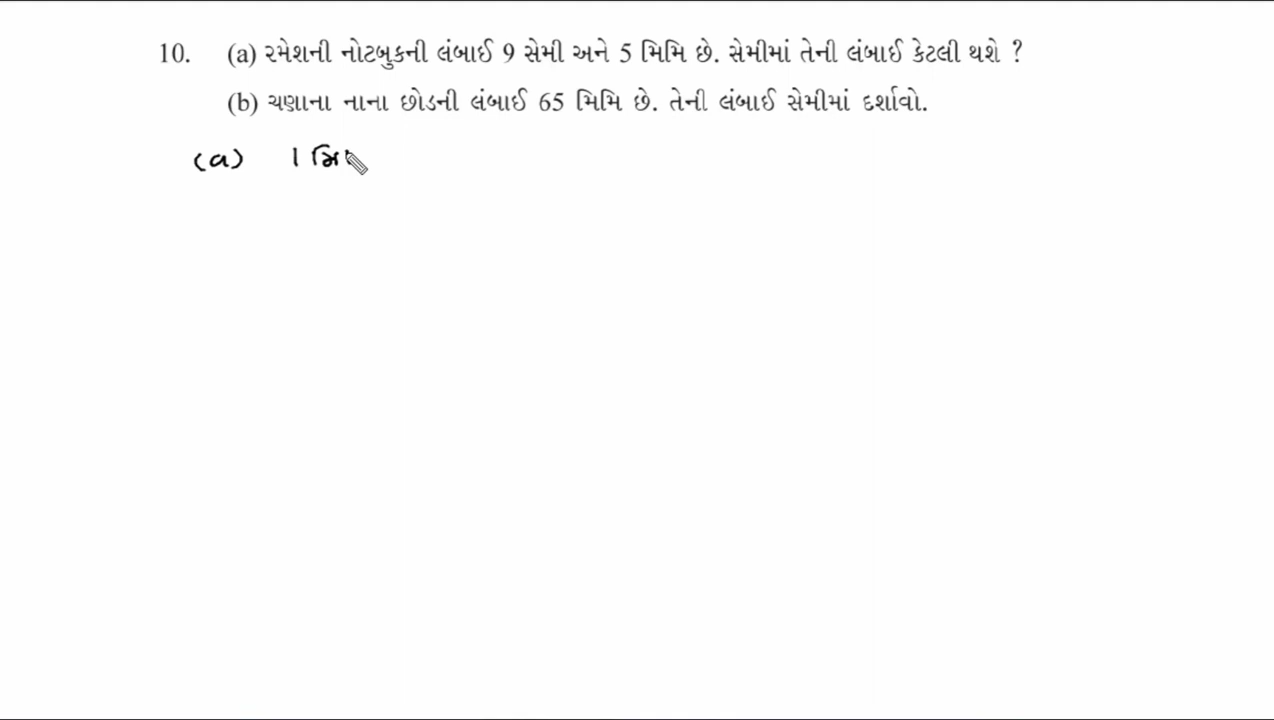 10. (a) રમેશની નોટબુકની લંબાઈ 9 સેમી અને 5 મિમિ છે. સેમીમાં તેની લંબાઈ કેટલી થશે ?
(b) ચણાના નાના છોડની લંબાઈ 65 મિમિ છે. તેની લંબાઈ સેમીમાં દર્શાવો.
(a) 1 મિ